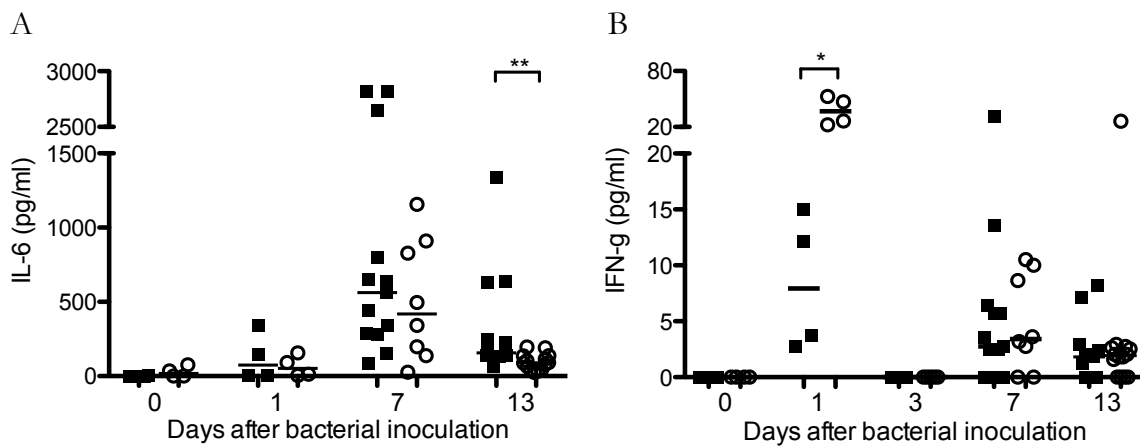 A
IL-6 (pg/ml)
3000
2500
1500
1000
500
0
**
0 1 7 13
Days after bacterial inoculation
B
IFN-g (pg/ml)
80
20
20
15
10
5
0
*
0 1 3 7 13
Days after bacterial inoculation